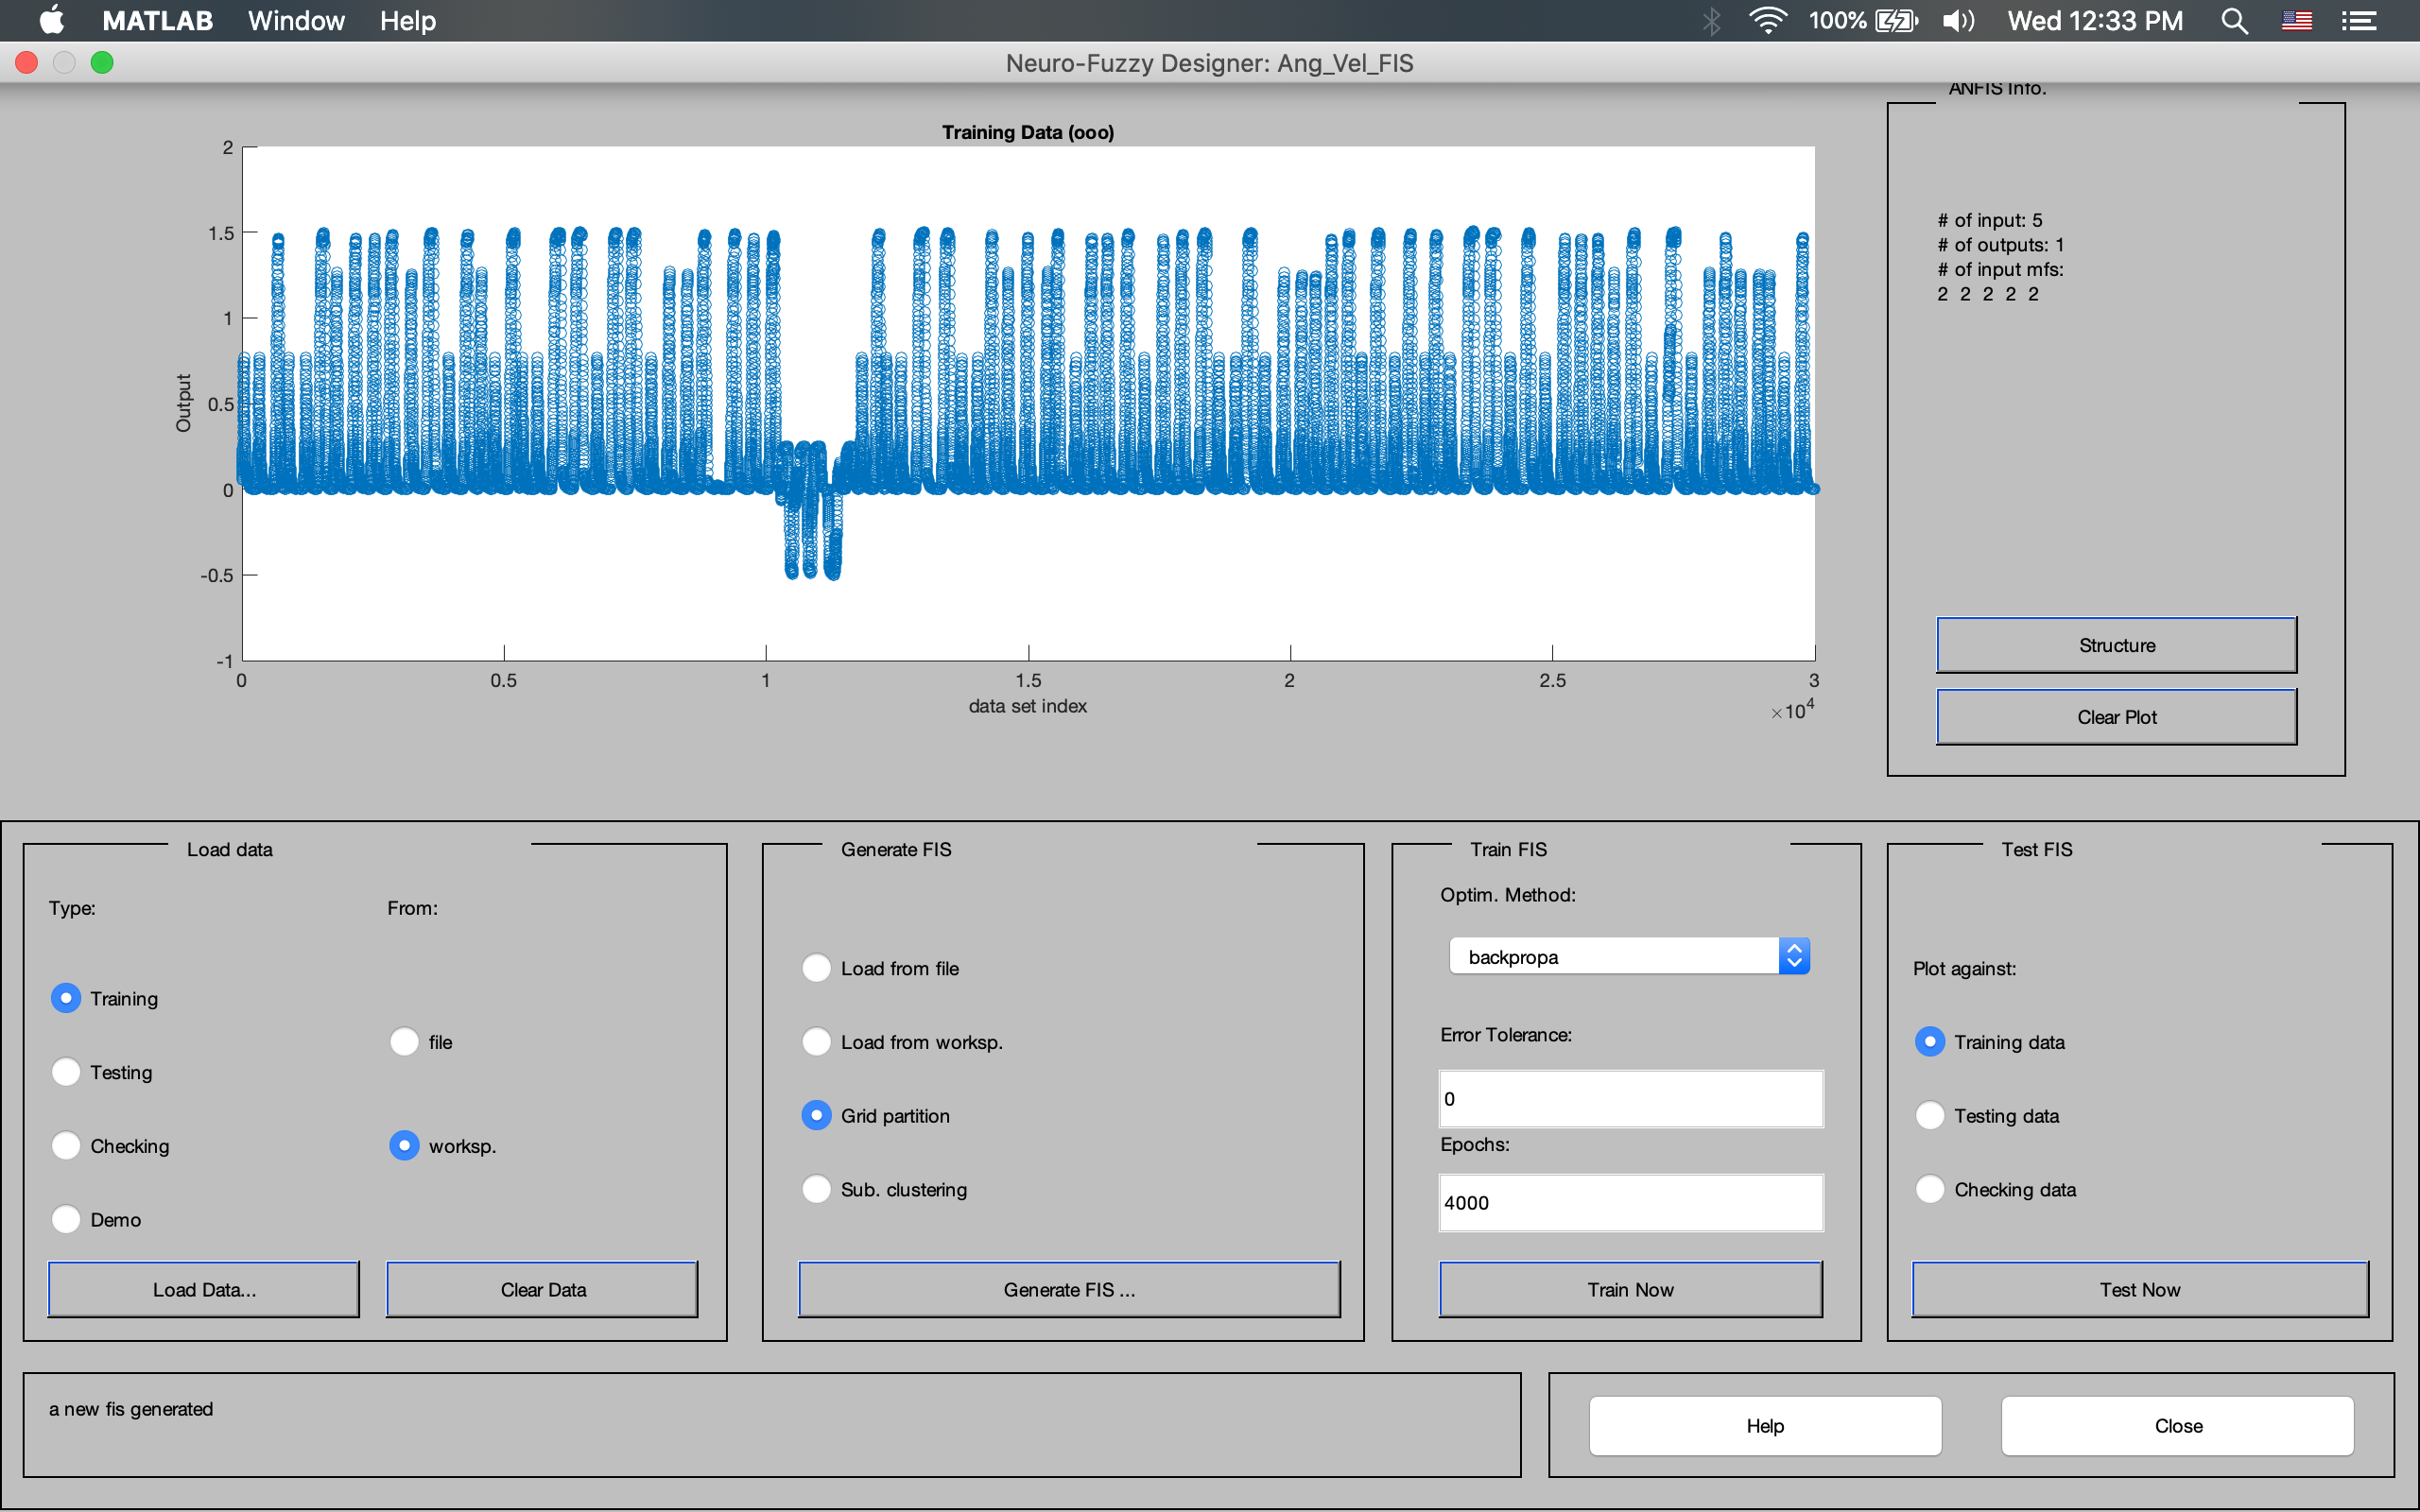 MATLAB Window Help 100% Wed 12:33 PM
Neuro-Fuzzy Designer: Ang_Vel_FIS
Training Data (ooo)
2
1.5
1
0.5
0
-0.5
-1
Output
0 0.5 1 1.5 2 2.5 3
data set index
×10⁴
ANFIS Info.
# of input: 5
# of outputs: 1
# of input mfs:
2 2 2 2 2
Structure
Clear Plot
Load data
Type: From:
Training
Testing
Checking
Demo
file
worksp.
Load Data... Clear Data
Generate FIS
Load from file
Load from worksp.
Grid partition
Sub. clustering
Generate FIS ...
Train FIS
Optim. Method:
backpropa
Error Tolerance:
0
Epochs:
4000
Train Now
Test FIS
Plot against:
Training data
Testing data
Checking data
Test Now
a new fis generated
Help Close